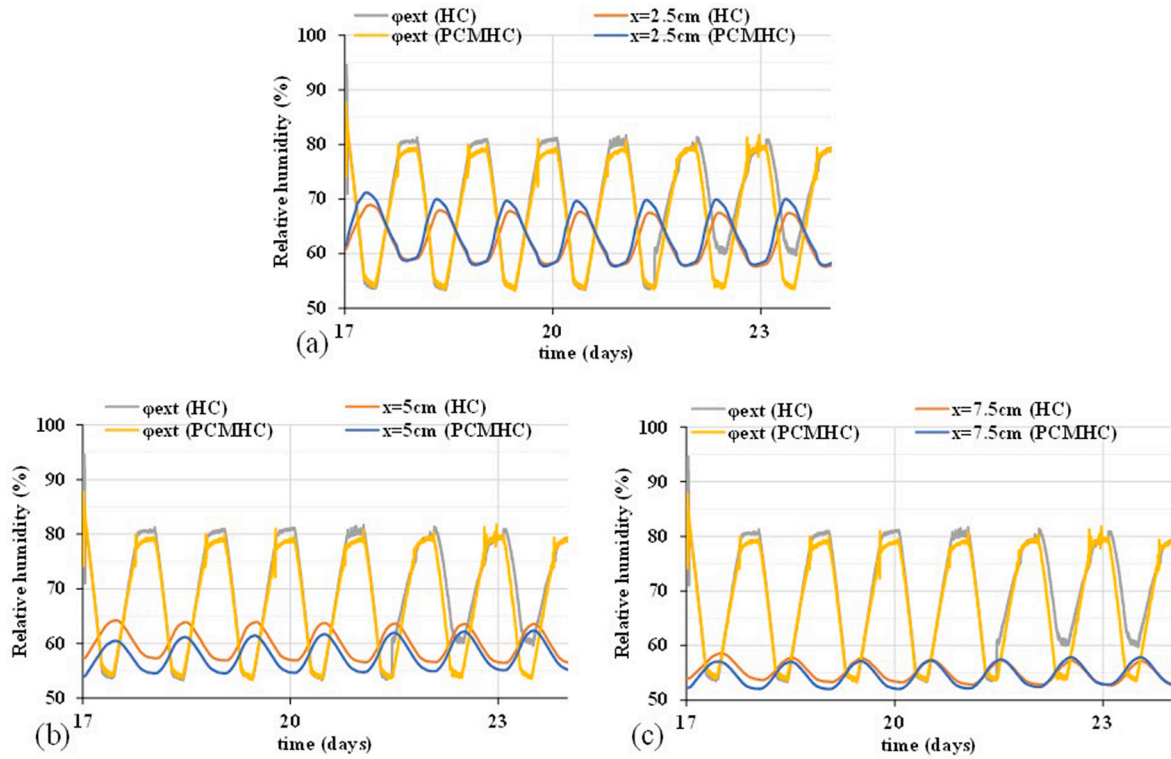 φext (HC) x=2.5cm (HC)
φext (PCMHC) x=2.5cm (PCMHC)
100
90
80
70
60
50
Relative humidity (%)
17 20 23
time (days)
(a)
φext (HC) x=5cm (HC)
φext (PCMHC) x=5cm (PCMHC)
100
90
80
70
60
50
Relative humidity (%)
17 20 23
time (days)
(b)
φext (HC) x=7.5cm (HC)
φext (PCMHC) x=7.5cm (PCMHC)
100
90
80
70
60
50
Relative humidity (%)
17 20 23
time (days)
(c)